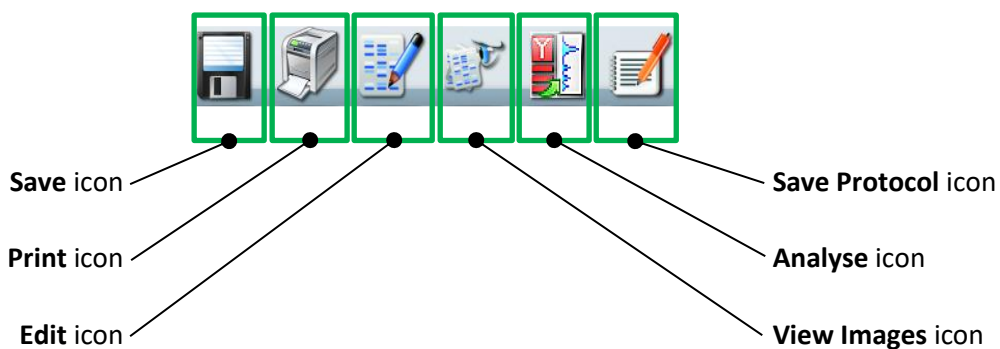 Save icon
Save Protocol icon
Print icon
Analyse icon
Edit icon
View Images icon